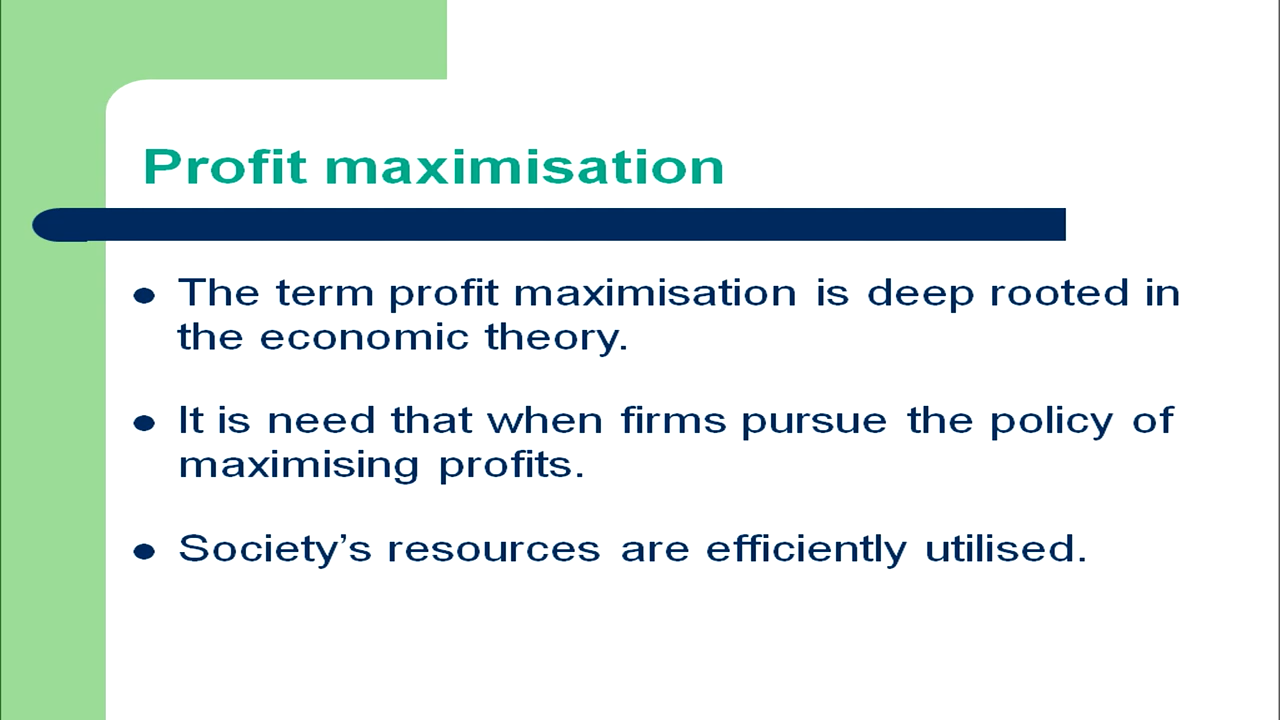 Profit maximisation
● The term profit maximisation is deep rooted in
the economic theory.
● It is need that when firms pursue the policy of
maximising profits.
● Society’s resources are efficiently utilised.